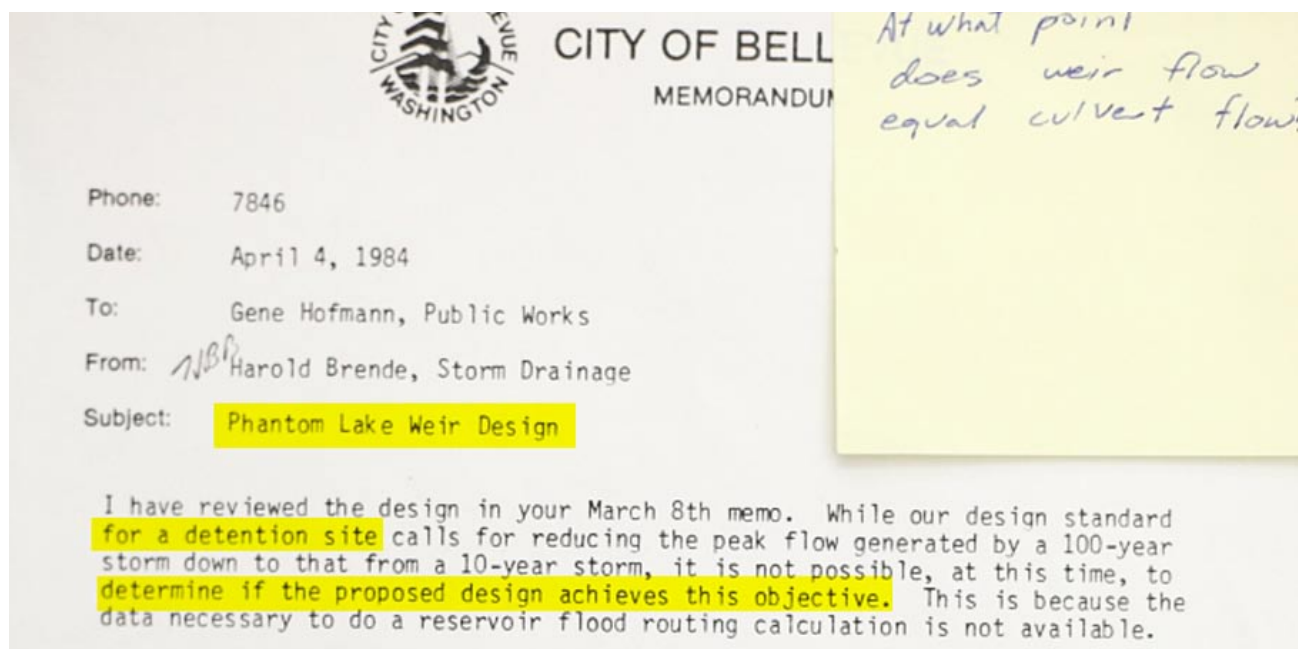 CITY OF BELL
MEMORANDUM
At what point
does weir flow
equal culvert flow?
CITY
EVUE
WASHINGTON
Phone: 7846
Date: April 4, 1984
To: Gene Hofmann, Public Works
From: Harold Brende, Storm Drainage
Subject: Phantom Lake Weir Design
I have reviewed the design in your March 8th memo. While our design standard
for a detention site calls for reducing the peak flow generated by a 100-year
storm down to that from a 10-year storm, it is not possible, at this time, to
determine if the proposed design achieves this objective. This is because the
data necessary to do a reservoir flood routing calculation is not available.